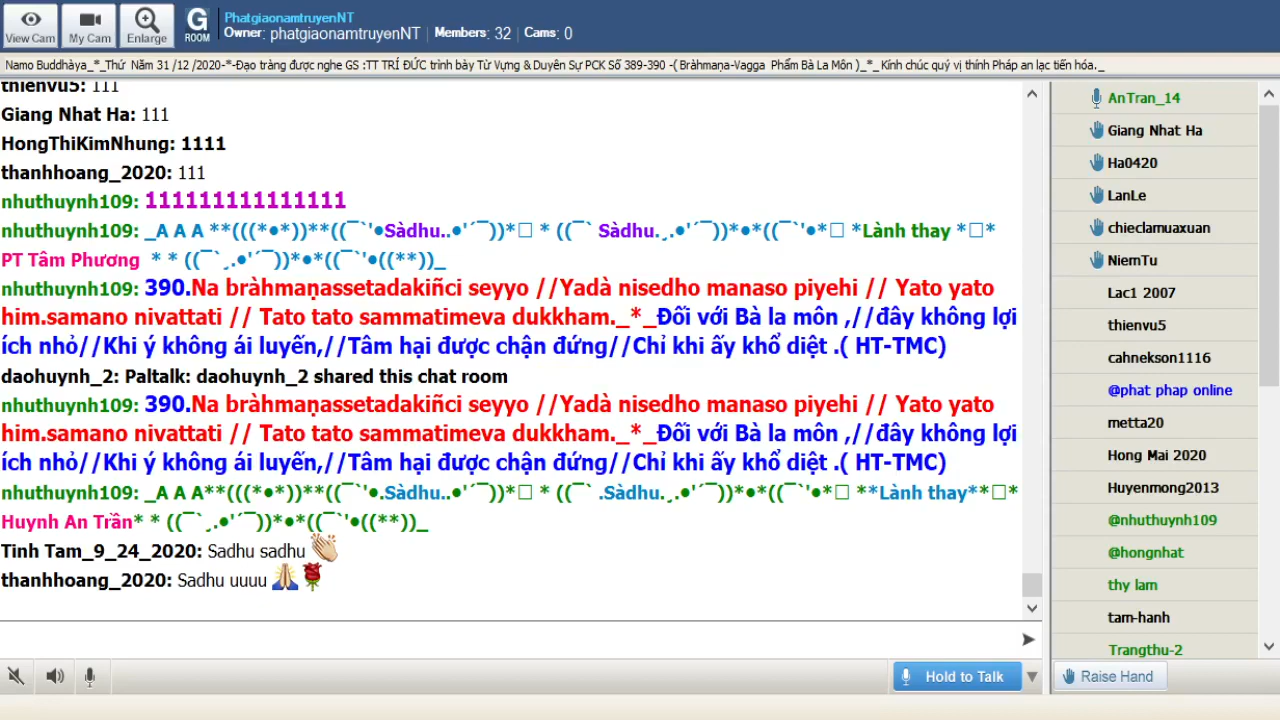 View Cam
My Cam
Enlarge
G
ROOM
PhatgiaonamtruyenNT
Owner: phatgiaonamtruyenNT | Members: 32 | Cams: 0
Namo Buddhàya_*_Thứ Năm 31 /12 /2020-*-Đạo tràng được nghe GS :TT TRÍ ĐỨC trình bày Từ Vựng & Duyên Sự PCK Số 389-390 -( Bràhmaṇa-Vagga Phẩm Bà La Môn )_*_ Kính chúc quý vị thính Pháp an lạc tiến hóa._
thienvu5: 111
Giang Nhat Ha: 111
HongThiKimNhung: 1111
thanhhoang_2020: 111
nhuthuynh109: 111111111111111
nhuthuynh109: _A A A **(((*●*))**((¯`'●Sàdhu..●'´¯))*□ * ((¯` Sàdhu.¸.●'´¯))*●*((¯`'●*□ *Lành thay *□*
PT Tâm Phương * * ((¯`¸.●'´¯))*●*((¯`'●((**))_
nhuthuynh109: 390.Na bràhmaṇassetadakiñci seyyo //Yadà nisedho manaso piyehi // Yato yato
him.samano nivattati // Tato tato sammatimeva dukkham._*_Đối với Bà la môn ,//đây không lợi
ích nhỏ//Khi ý không ái luyến,//Tâm hại được chận đứng//Chỉ khi ấy khổ diệt .( HT-TMC)
daohuynh_2: Paltalk: daohuynh_2 shared this chat room
nhuthuynh109: 390.Na bràhmaṇassetadakiñci seyyo //Yadà nisedho manaso piyehi // Yato yato
him.samano nivattati // Tato tato sammatimeva dukkham._*_Đối với Bà la môn ,//đây không lợi
ích nhỏ//Khi ý không ái luyến,//Tâm hại được chận đứng//Chỉ khi ấy khổ diệt .( HT-TMC)
nhuthuynh109: _A A A**(((*●*))**((¯`'●.Sàdhu..●'´¯))*□ * ((¯` .Sàdhu.¸.●'´¯))*●*((¯`'●*□ **Lành thay**□*
Huynh An Trần* * ((¯`¸.●'´¯))*●*((¯`'●((**))_
Tinh Tam_9_24_2020: Sadhu sadhu 👏
thanhhoang_2020: Sadhu uuuu 🙏🌹
AnTran_14
Giang Nhat Ha
Ha0420
LanLe
chieclamuaxuan
NiemTu
Lac1 2007
thienvu5
cahnekson1116
@phat phap online
metta20
Hong Mai 2020
Huyenmong2013
@nhuthuynh109
@hongnhat
thy lam
tam-hanh
Trangthu-2
Hold to Talk
Raise Hand